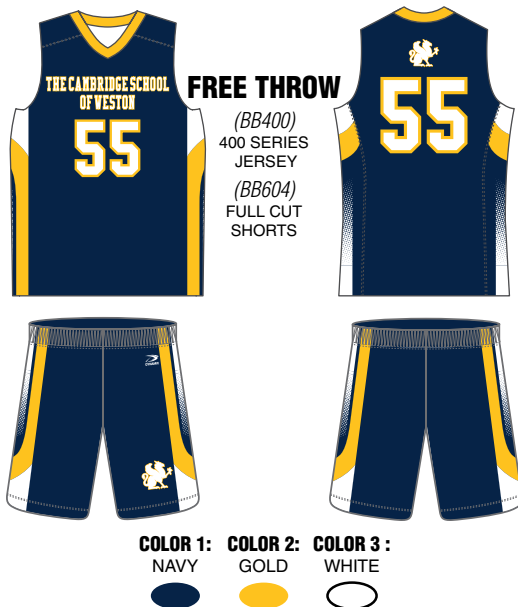 THE CAMBRIDGE SCHOOL
OF WESTON
55
FREE THROW
(BB400)
400 SERIES
JERSEY
(BB604)
FULL CUT
SHORTS
55
COLOR 1: COLOR 2: COLOR 3 :
NAVY GOLD WHITE